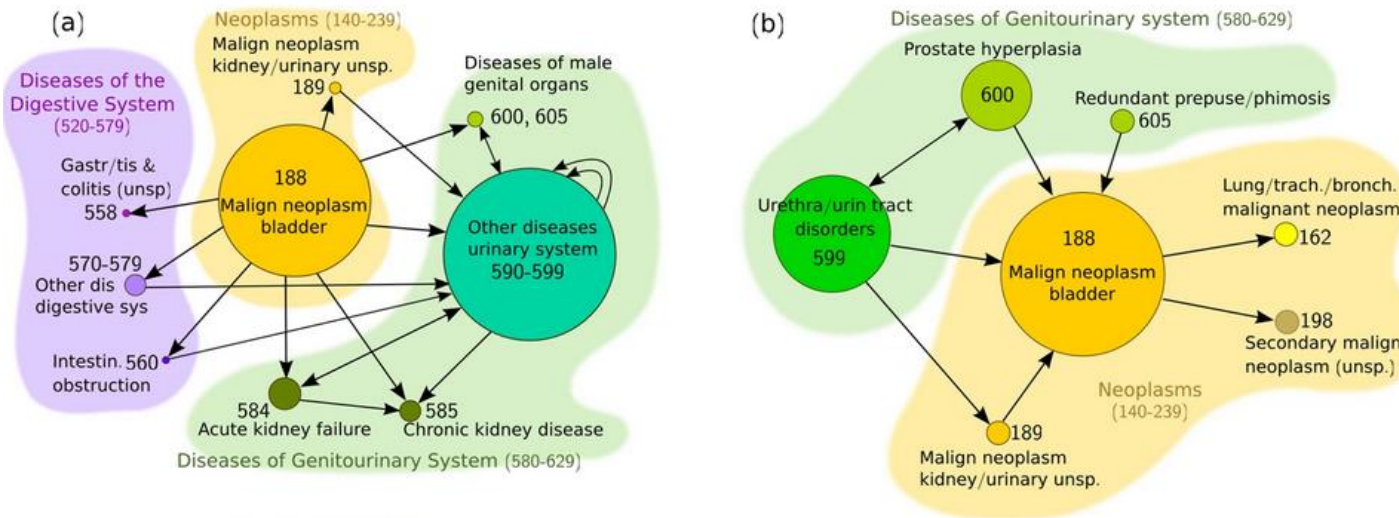 (a)
Neoplasms (140-239)
Malign neoplasm
kidney/urinary unsp.
189
Diseases of the
Digestive System
(520-579)
Diseases of male
genital organs
600, 605
Gastr/tis &
colitis (unsp)
558
188
Malign neoplasm
bladder
Other diseases
urinary system
590-599
570-579
Other dis
digestive sys
Intestin.
560
obstruction
584
Acute kidney failure
585
Chronic kidney disease
Diseases of Genitourinary System (580-629)
(b)
Diseases of Genitourinary system (580-629)
Prostate hyperplasia
600
Redundant prepuse/phimosis
605
Urethra/urin tract
disorders
599
188
Malign neoplasm
bladder
Lung/trach./bronch.
malignant neoplasm
162
198
Secondary malign
neoplasm (unsp.)
Neoplasms
(140-239)
189
Malign neoplasm
kidney/urinary unsp.